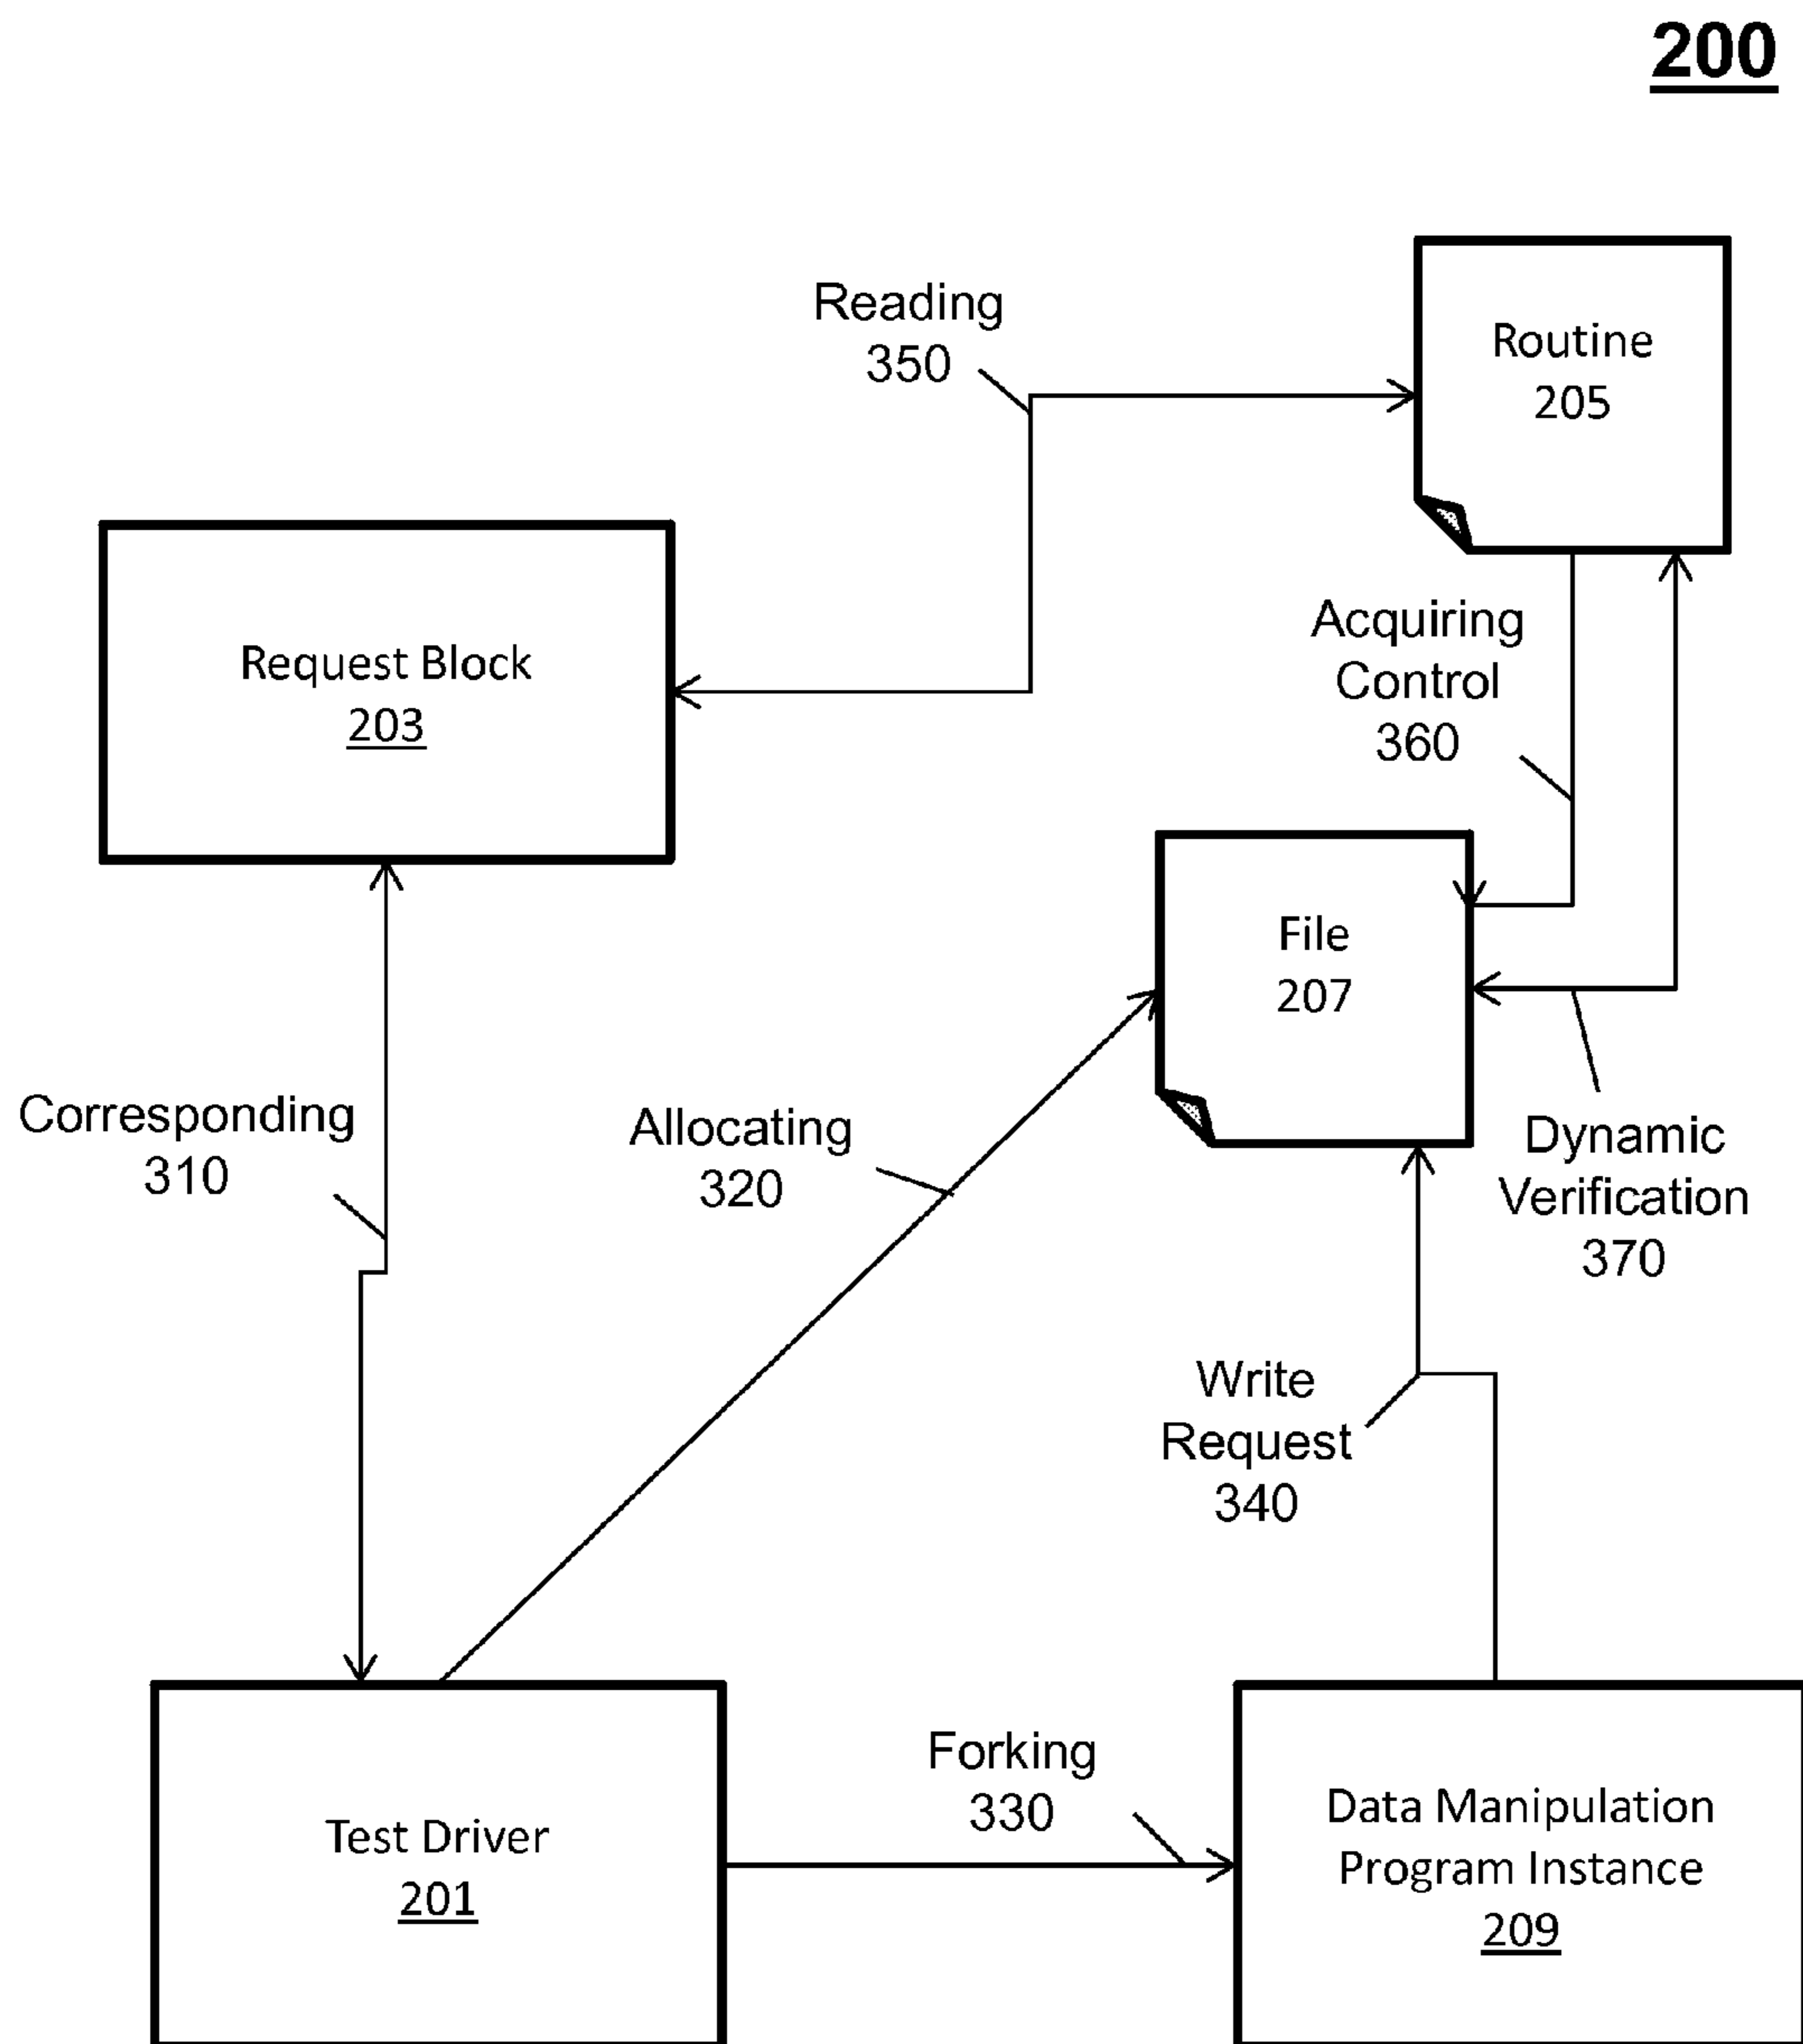 200
Reading
350
Routine
205
Request Block
203
Acquiring
Control
360
File
207
Corresponding
310
Allocating
320
Dynamic
Verification
370
Write
Request
340
Forking
330
Test Driver
201
Data Manipulation
Program Instance
209